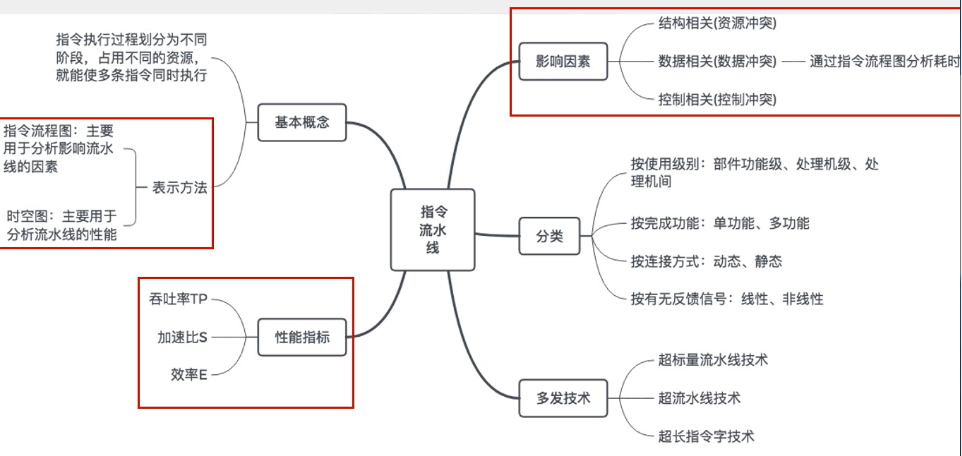 指令执行过程划分为不同
阶段，占用不同的资源，
就能使多条指令同时执行
基本概念
指令流程图：主要
用于分析影响流水
线的因素
表示方法
时空图：主要用于
分析流水线的性能
吞吐率TP
加速比S
效率E
性能指标
指令
流水
线
影响因素
结构相关(资源冲突)
数据相关(数据冲突)
通过指令流程图分析耗时
控制相关(控制冲突)
分类
按使用级别：部件功能级、处理机级、处
理机间
按完成功能：单功能、多功能
按连接方式：动态、静态
按有无反馈信号：线性、非线性
多发技术
超标量流水线技术
超流水线技术
超长指令字技术